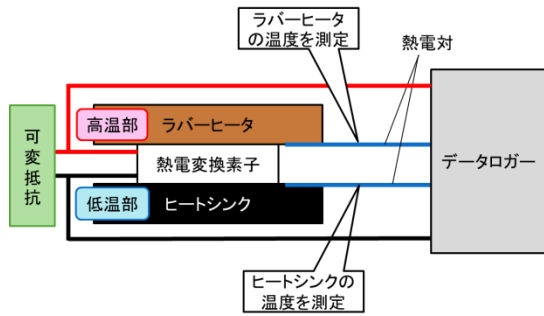 ラバーヒータ
の温度を測定
熱電対
可変抵抗
高温部
ラバーヒータ
熱電変換素子
低温部
ヒートシンク
データロガー
ヒートシンクの
温度を測定